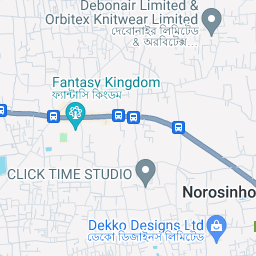 Debonair Limited &
Orbitex Knitwear Limited
দেবোনাইর লিমিটেড
& অরবিটেক্স...
Fantasy Kingdom
ফ্যান্টাসি কিংডম
CLICK TIME STUDIO
Norosinho
Dekko Designs Ltd
ডেকো ডিজাইনস লিমিটেড